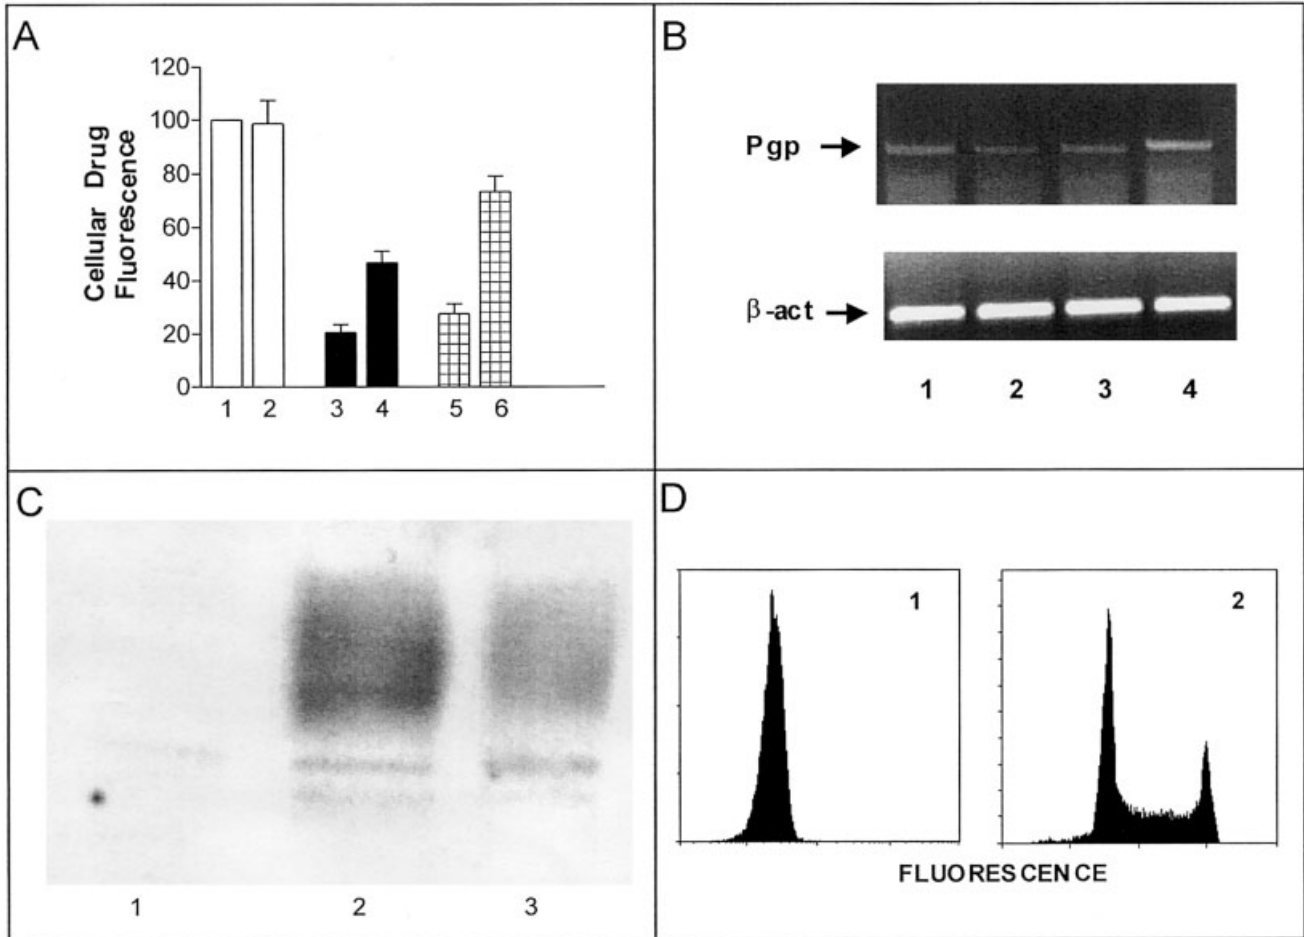 A
120
100
80
60
40
20
0
Cellular Drug
Fluorescence
1 2 3 4 5 6
B
Pgp
β-act
1 2 3 4
C
1 2 3
D
1
2
FLUORESCENCE